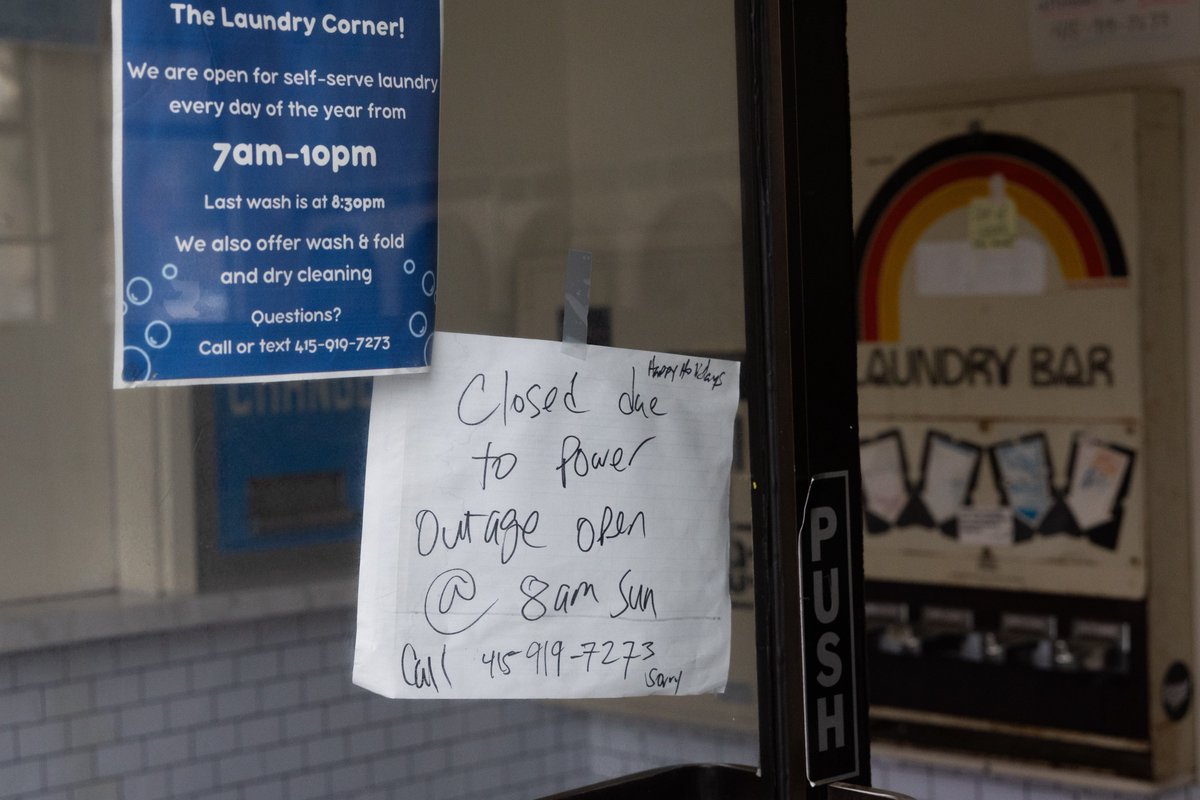 The Laundry Corner!
We are open for self-serve laundry
every day of the year from
7am-10pm
Last wash is at 8:30pm
We also offer wash & fold
and dry cleaning
Questions?
Call or text 415-919-7273
CHANGE
Happy Holidays
Closed due
to Power
Outage open
@ 8am Sun
Call 415-919-7273
Sorry
PUSH
LAUNDRY BAR